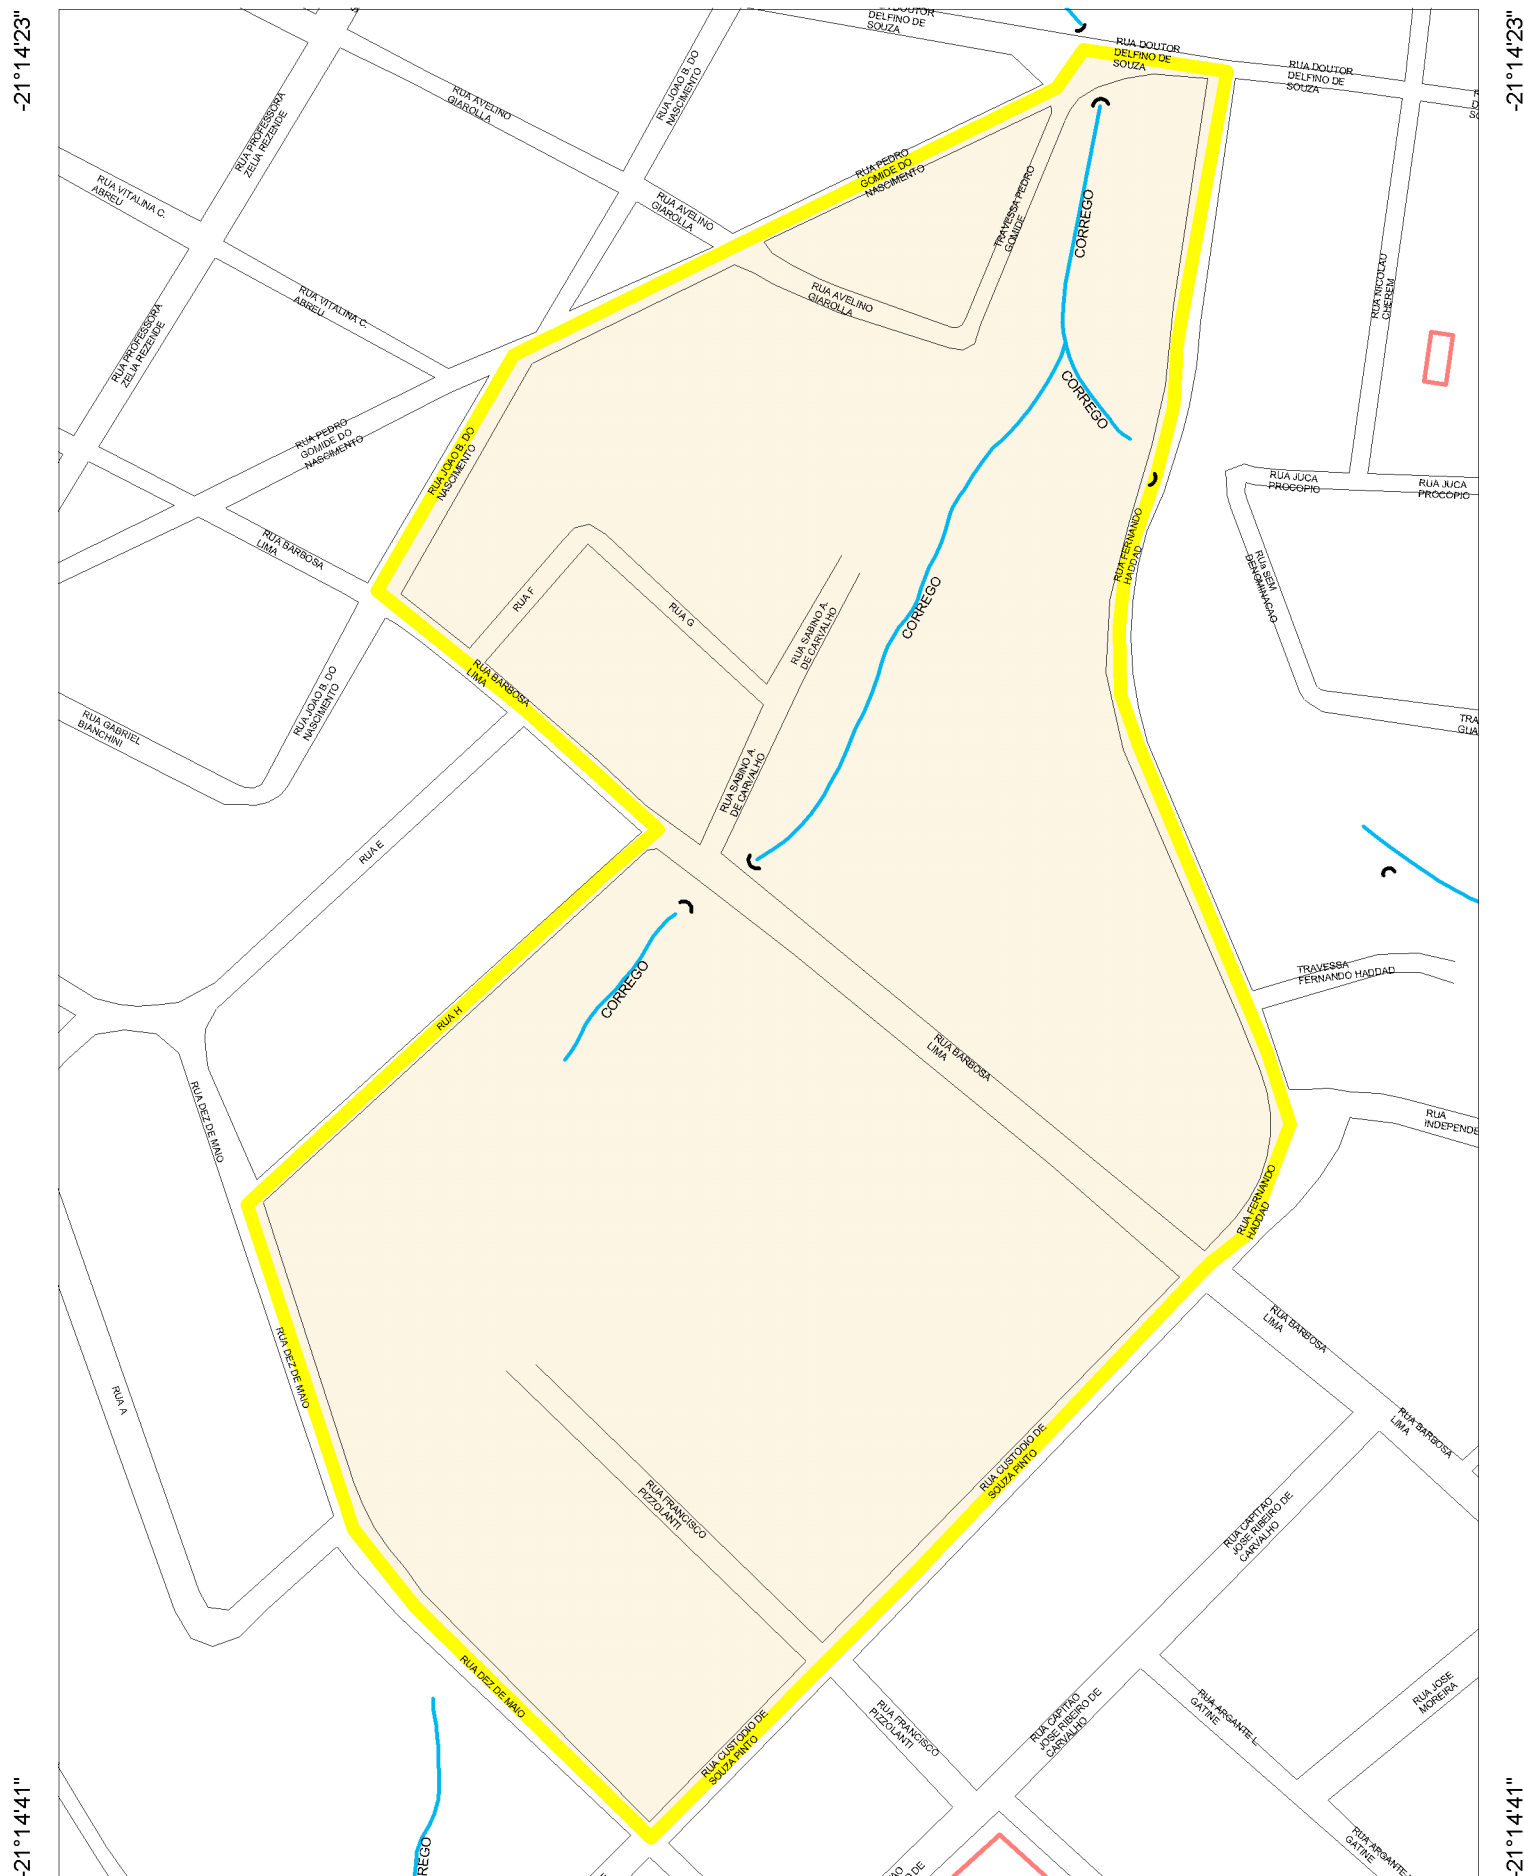 -21°14'23"
-21°14'23"
DELFINO DE
SOUZA
RUA DOUTOR
DELFINO DE
SOUZA
RUA DOUTOR
DELFINO DE
SOUZA
RUA JOAO B. DO
NASCIMENTO
RUA AVELINO
GIAROLLA
RUA PROFESSORA
ZELIA REZENDE
RUA PEDRO
GOMIDE DO
NASCIMENTO
RUA VITALINA C.
ABREU
RUA AVELINO
GIAROLLA
TRAVESSA PEDRO
GOMIDE
CORREGO
RUA NICOLAU
CHEREM
RUA VITALINA C.
ABREU
RUA AVELINO
GIAROLLA
RUA PROFESSORA
ZELIA REZENDE
CORREGO
RUA PEDRO
GOMIDE DO
NASCIMENTO
RUA JOAO B. DO
NASCIMENTO
RUA JUCA
PROCOPIO
RUA JUCA
PROCOPIO
RUA BARBOSA
LIMA
RUA FERNANDO
HADDAD
RUa SEM
DENOMINACAO
RUA F
RUA G
RUA SABINO A.
DE CARVALHO
CORREGO
RUA BARBOSA
LIMA
RUA JOAO B. DO
NASCIMENTO
RUA GABRIEL
BIANCHINI
TRA
GUA
RUA SABINO A.
DE CARVALHO
RUA E
CORREGO
TRAVESSA
FERNANDO HADDAD
RUA H
RUA BARBOSA
LIMA
RUA DEZ DE MAIO
RUA
INDEPENDE
RUA FERNANDO
HADDAD
RUA BARBOSA
LIMA
RUA DEZ DE MAIO
RUA A
RUA BARBOSA
LIMA
RUA CUSTODIO DE
SOUZA PINTO
RUA FRANCISCO
PIZZOLANTI
RUA CAPITAO
JOSE RIBEIRO DE
CARVALHO
RUA DEZ DE MAIO
RUA CUSTODIO DE
SOUZA PINTO
RUA FRANCISCO
PIZZOLANTI
RUA CAPITAO
JOSE RIBEIRO DE
CARVALHO
RUA ARGANTE L.
GATINE
RUA JOSE
MOREIRA
RUA ARGANTE
GATINE
REGO
-21°14'41"
-21°14'41"